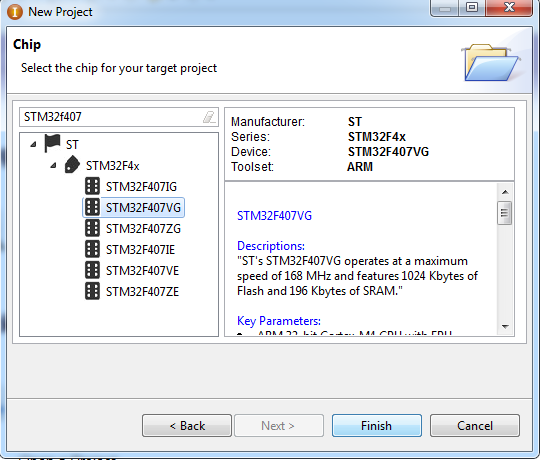 New Project
Chip
Select the chip for your target project
STM32f407
ST
STM32F4x
STM32F407IG
STM32F407VG
STM32F407ZG
STM32F407IE
STM32F407VE
STM32F407ZE
Manufacturer: ST
Series: STM32F4x
Device: STM32F407VG
Toolset: ARM
STM32F407VG
Descriptions:
"ST's STM32F407VG operates at a maximum
speed of 168 MHz and features 1024 Kbytes of
Flash and 196 Kbytes of SRAM."
Key Parameters:
ARM 32-bit Cortex-M4 CPU with FPU
< Back
Next >
Finish
Cancel